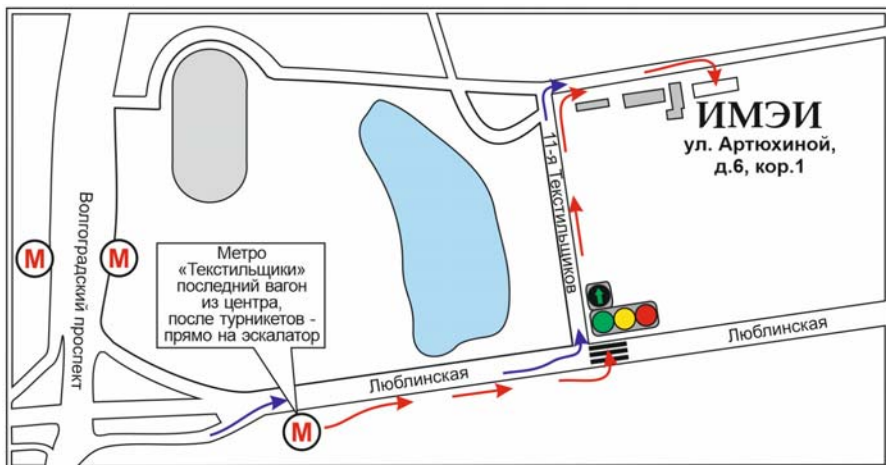 ИМЭИ
ул. Артюхиной,
д.6, кор.1
11-я Текстильщиков
Волгоградский проспект
М
М
Метро
«Текстильщики»
последний вагон
из центра,
после турникетов -
прямо на эскалатор
Люблинская
Люблинская
М